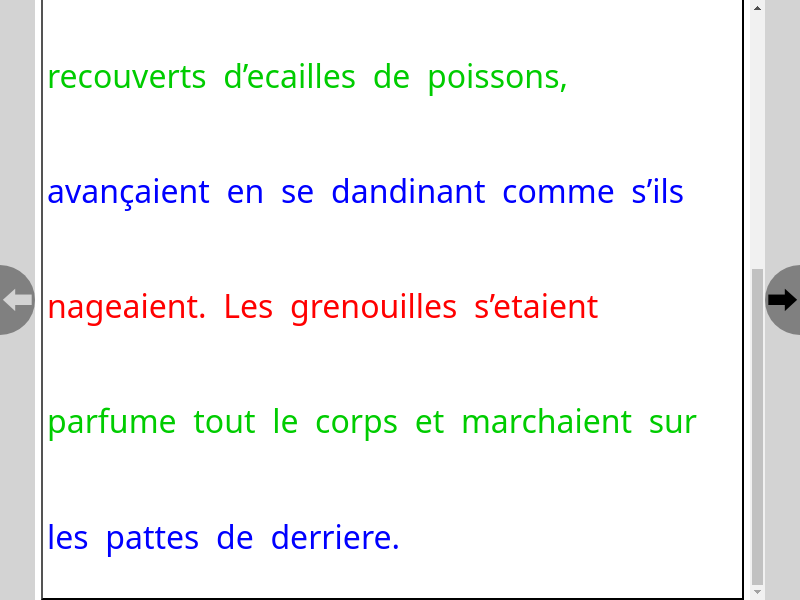 recouverts d’ecailles de poissons,
avançaient en se dandinant comme s’ils
nageaient. Les grenouilles s’etaient
parfume tout le corps et marchaient sur
les pattes de derriere.